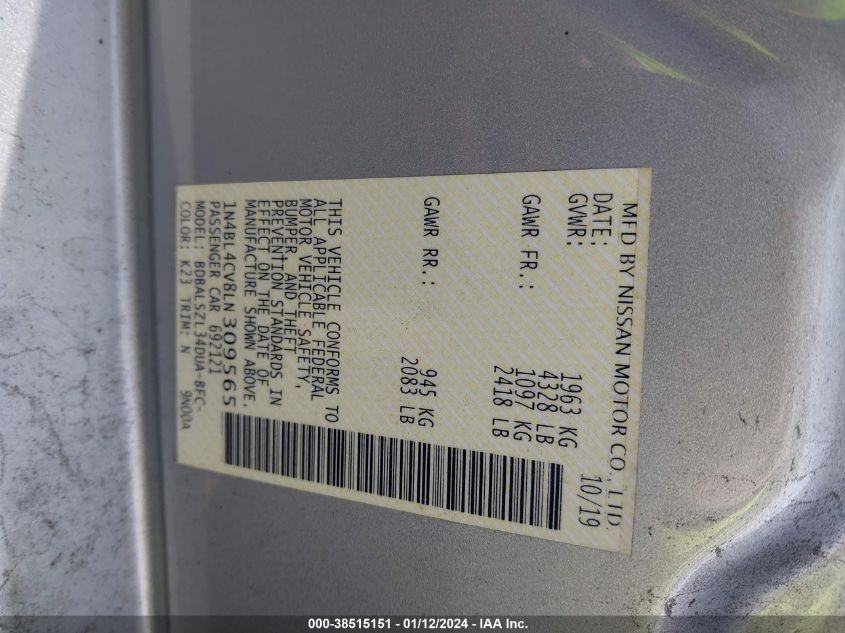 MFD BY NISSAN MOTOR CO., LTD.
DATE: 10/19
GVWR: 1963 KG
4328 LB
GAWR FR.: 1097 KG
2418 LB
GAWR RR.: 945 KG
2083 LB
THIS VEHICLE CONFORMS TO
ALL APPLICABLE FEDERAL
MOTOR VEHICLE SAFETY,
BUMPER, AND THEFT
PREVENTION STANDARDS IN
EFFECT ON THE DATE OF
MANUFACTURE SHOWN ABOVE.
1N4BL4CV8LN309565
PASSENGER CAR 692121
MODEL: BDBALSZL34DUA-BFC-
COLOR: K23 TRIM: N 9N00A
000-38515151 - 01/12/2024 - IAA Inc.